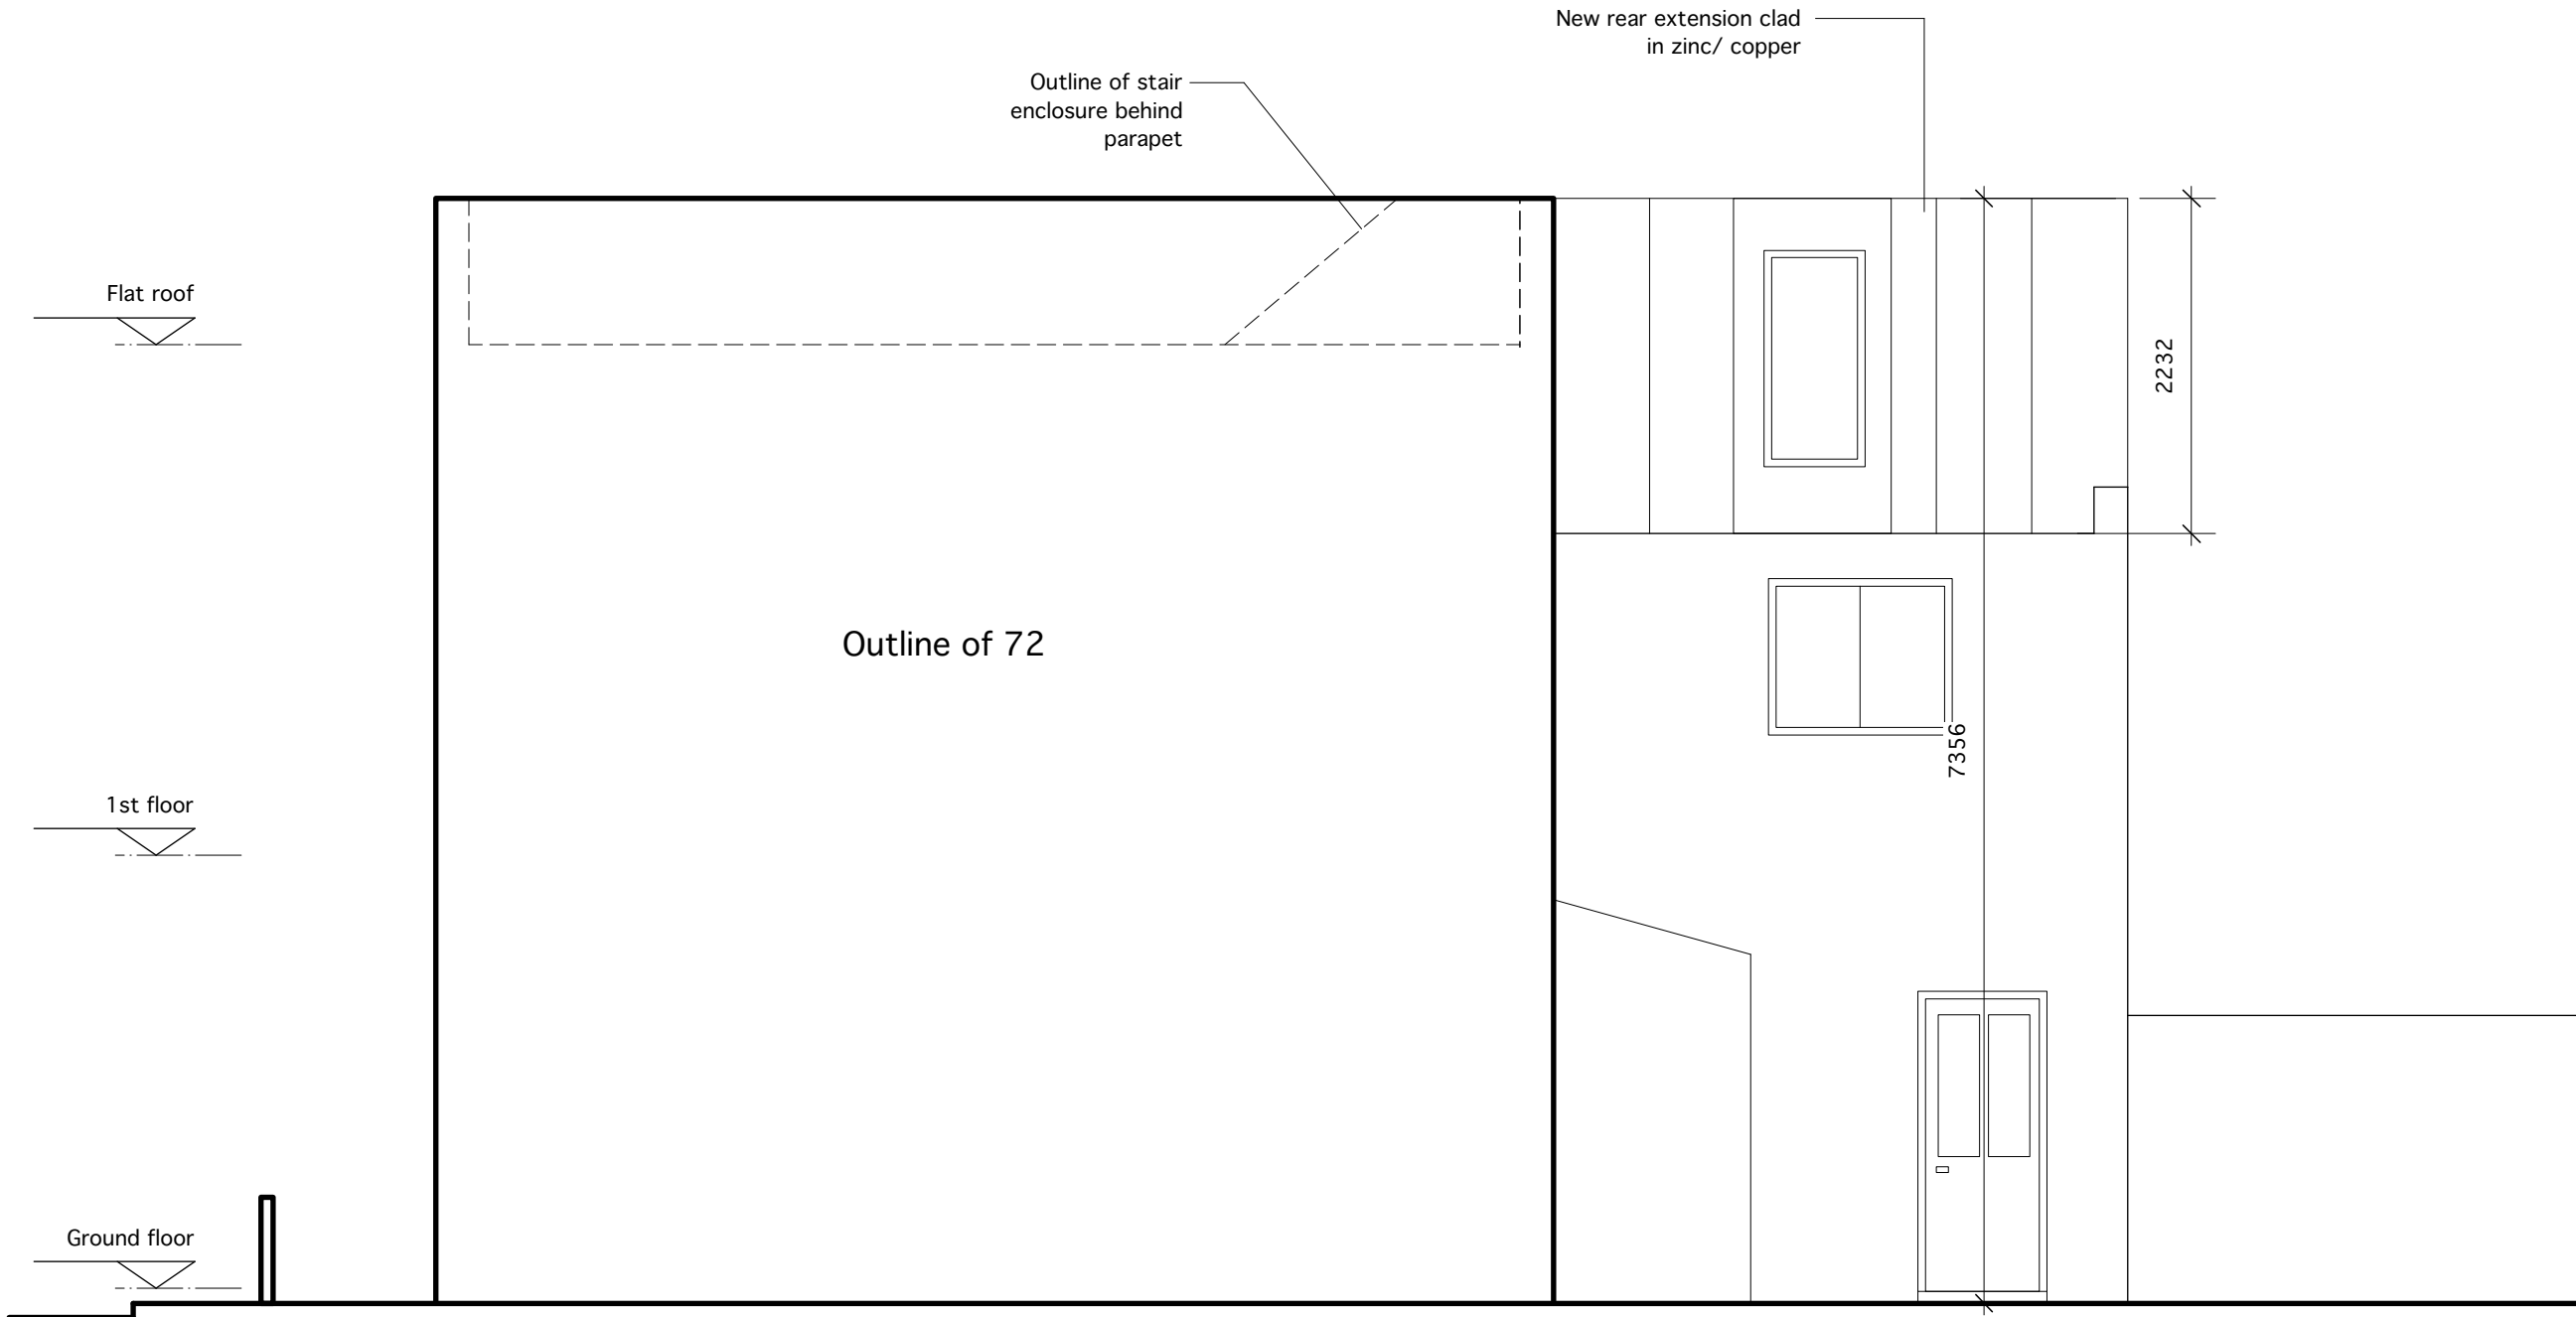 New rear extension clad
in zinc/ copper
Outline of stair
enclosure behind
parapet
Flat roof
2232
Outline of 72
7356
1st floor
Ground floor